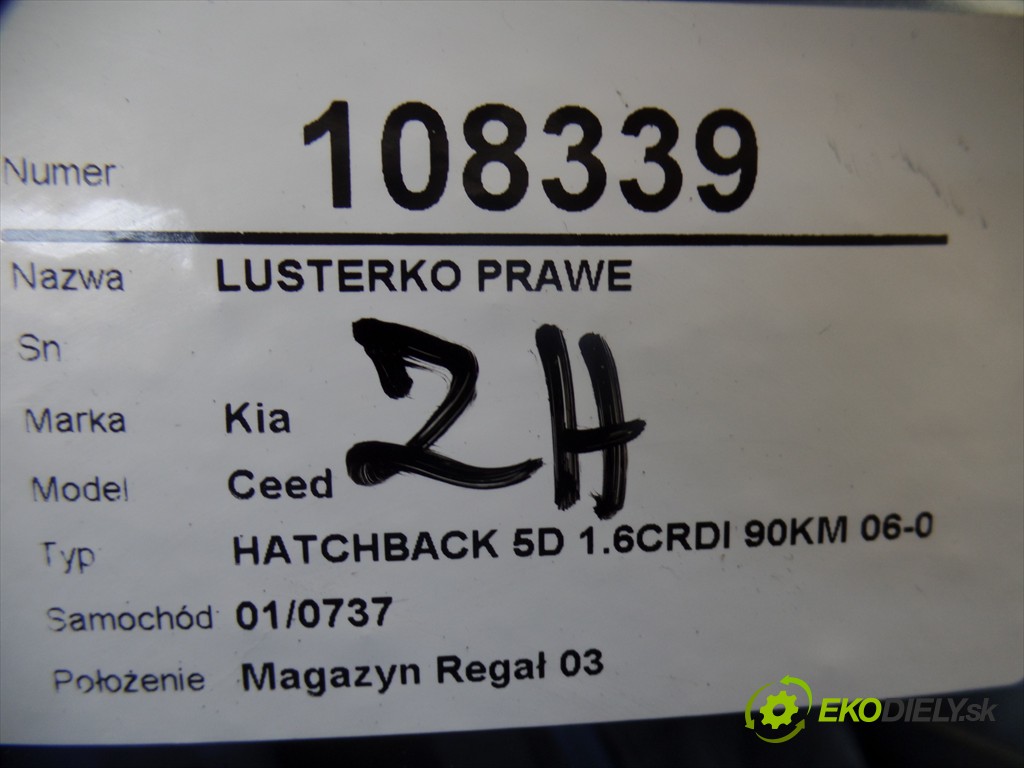 Numer 108339
Nazwa LUSTERKO PRAWE
Sn
Marka Kia
Model Ceed
ZH
Typ HATCHBACK 5D 1.6CRDI 90KM 06-0
Samochód 01/0737
Położenie Magazyn Regał 03
EKODIELY.sk